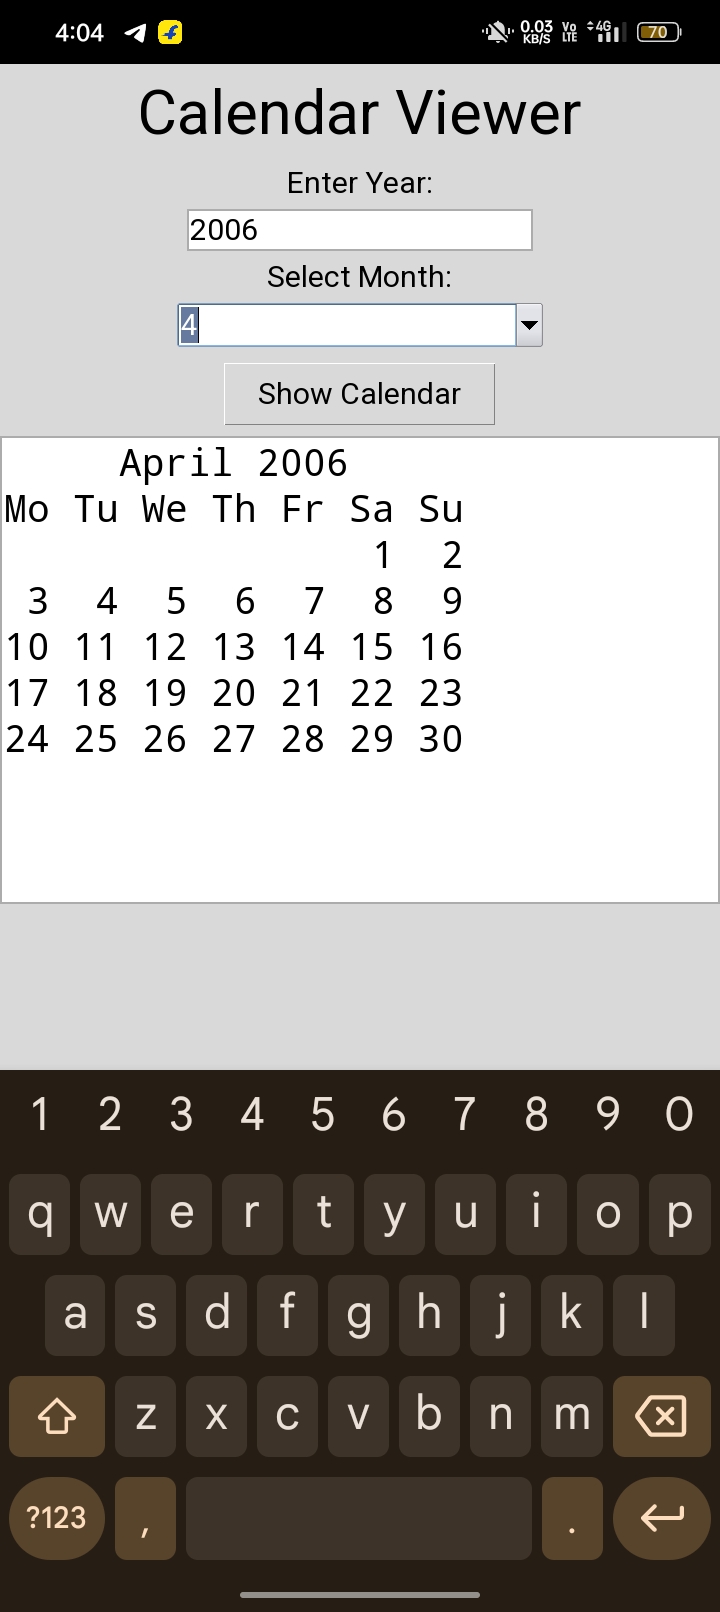 4:04 0.03 KB/S Vo LTE 4G 70
Calendar Viewer
Enter Year:
2006
Select Month:
4
Show Calendar
April 2006
Mo Tu We Th Fr Sa Su
1 2
3 4 5 6 7 8 9
10 11 12 13 14 15 16
17 18 19 20 21 22 23
24 25 26 27 28 29 30
1 2 3 4 5 6 7 8 9 0
q w e r t y u i o p
a s d f g h j k l
z x c v b n m
?123 , .